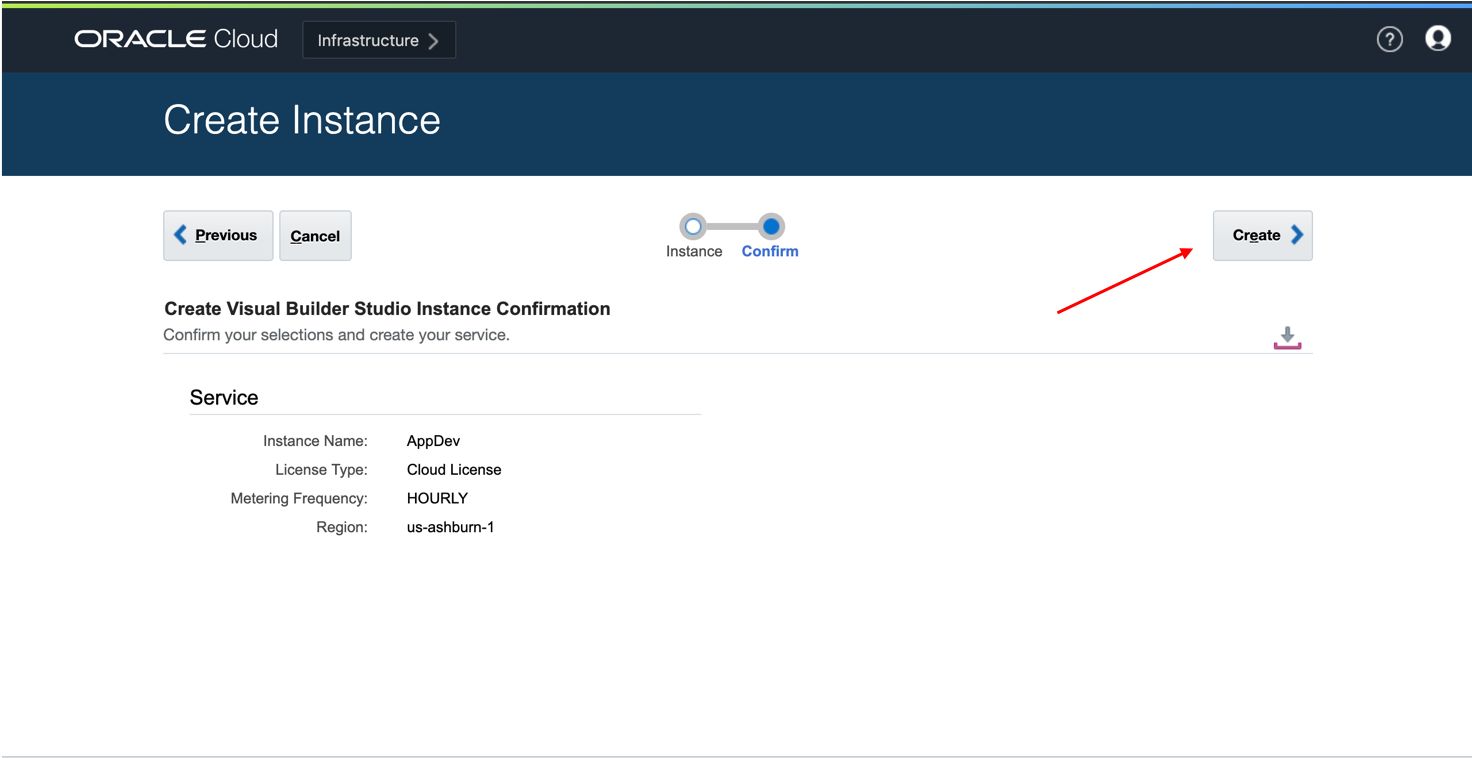 ORACLE Cloud
Infrastructure
?
Create Instance
Previous
Cancel
Instance
Confirm
Create
Create Visual Builder Studio Instance Confirmation
Confirm your selections and create your service.
Service
Instance Name: AppDev
License Type: Cloud License
Metering Frequency: HOURLY
Region: us-ashburn-1